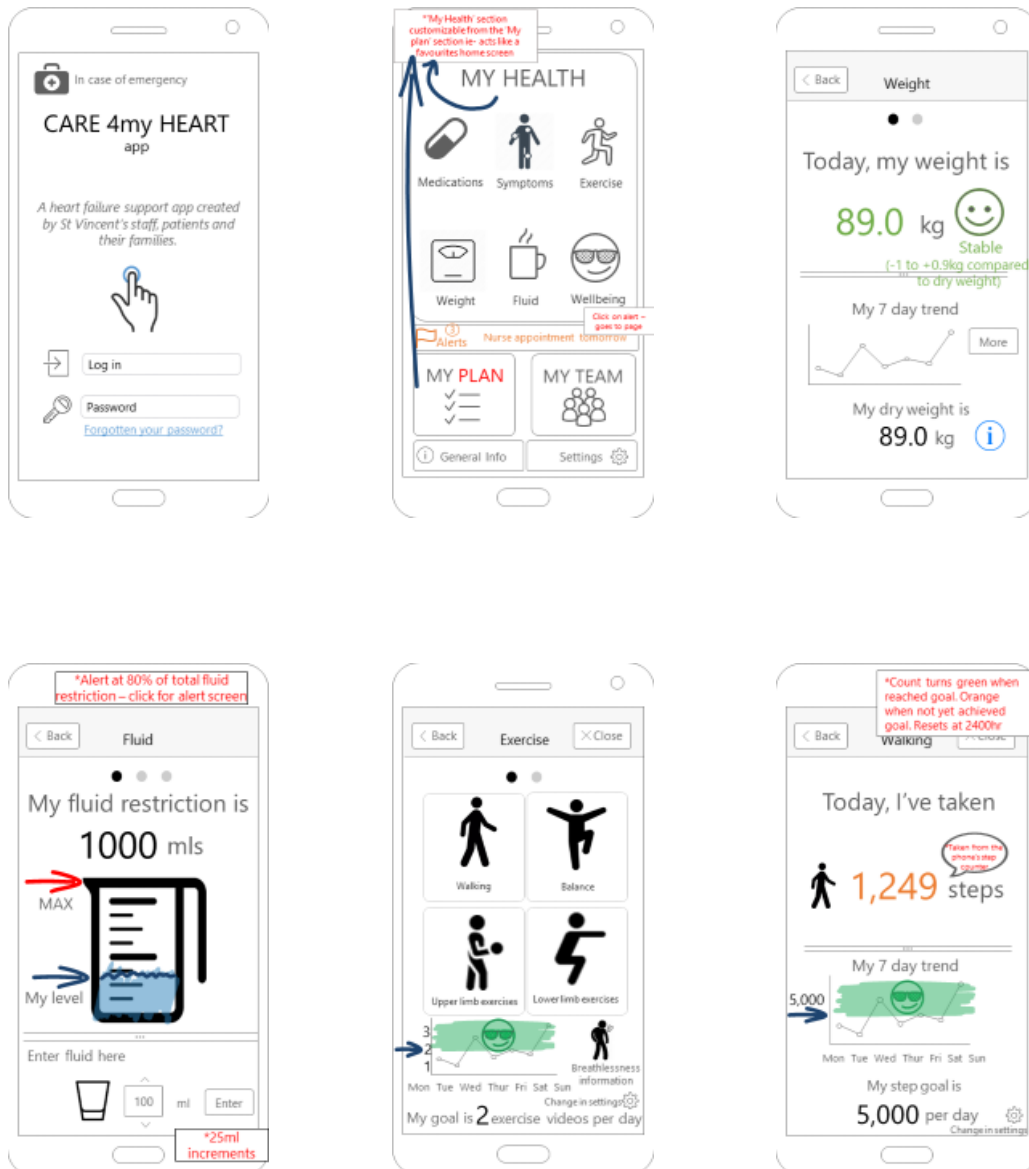 In case of emergency
CARE 4my HEART
app
A heart failure support app created
by St Vincent's staff, patients and
their families.
Log in
Password
Forgotten your password?
*'My Health' section
customizable from the 'My
plan' section ie- acts like a
favourites home screen
MY HEALTH
Medications Symptoms Exercise
Weight Fluid Wellbeing
Click on alert –
goes to page
3
Alerts Nurse appointment tomorrow
MY PLAN MY TEAM
i General Info Settings
< Back Weight
Today, my weight is
89.0 kg
Stable
(-1 to +0.9kg compared
to dry weight)
My 7 day trend
More
My dry weight is
89.0 kg i
*Alert at 80% of total fluid
restriction – click for alert screen
< Back Fluid
My fluid restriction is
1000 mls
MAX
My level
Enter fluid here
100 ml Enter
*25ml
increments
< Back Exercise ×Close
Walking Balance
Upper limb exercises Lower limb exercises
3
2
1
Breathlessness
information
Mon Tue Wed Thur Fri Sat Sun
Change in settings
My goal is 2 exercise videos per day
*Count turns green when
reached goal. Orange
when not yet achieved
goal. Resets at 2400hr
< Back Walking ×Close
Today, I've taken
*Taken from the
phone's step
counter
1,249 steps
My 7 day trend
5,000
Mon Tue Wed Thur Fri Sat Sun
My step goal is
5,000 per day
Change in settings